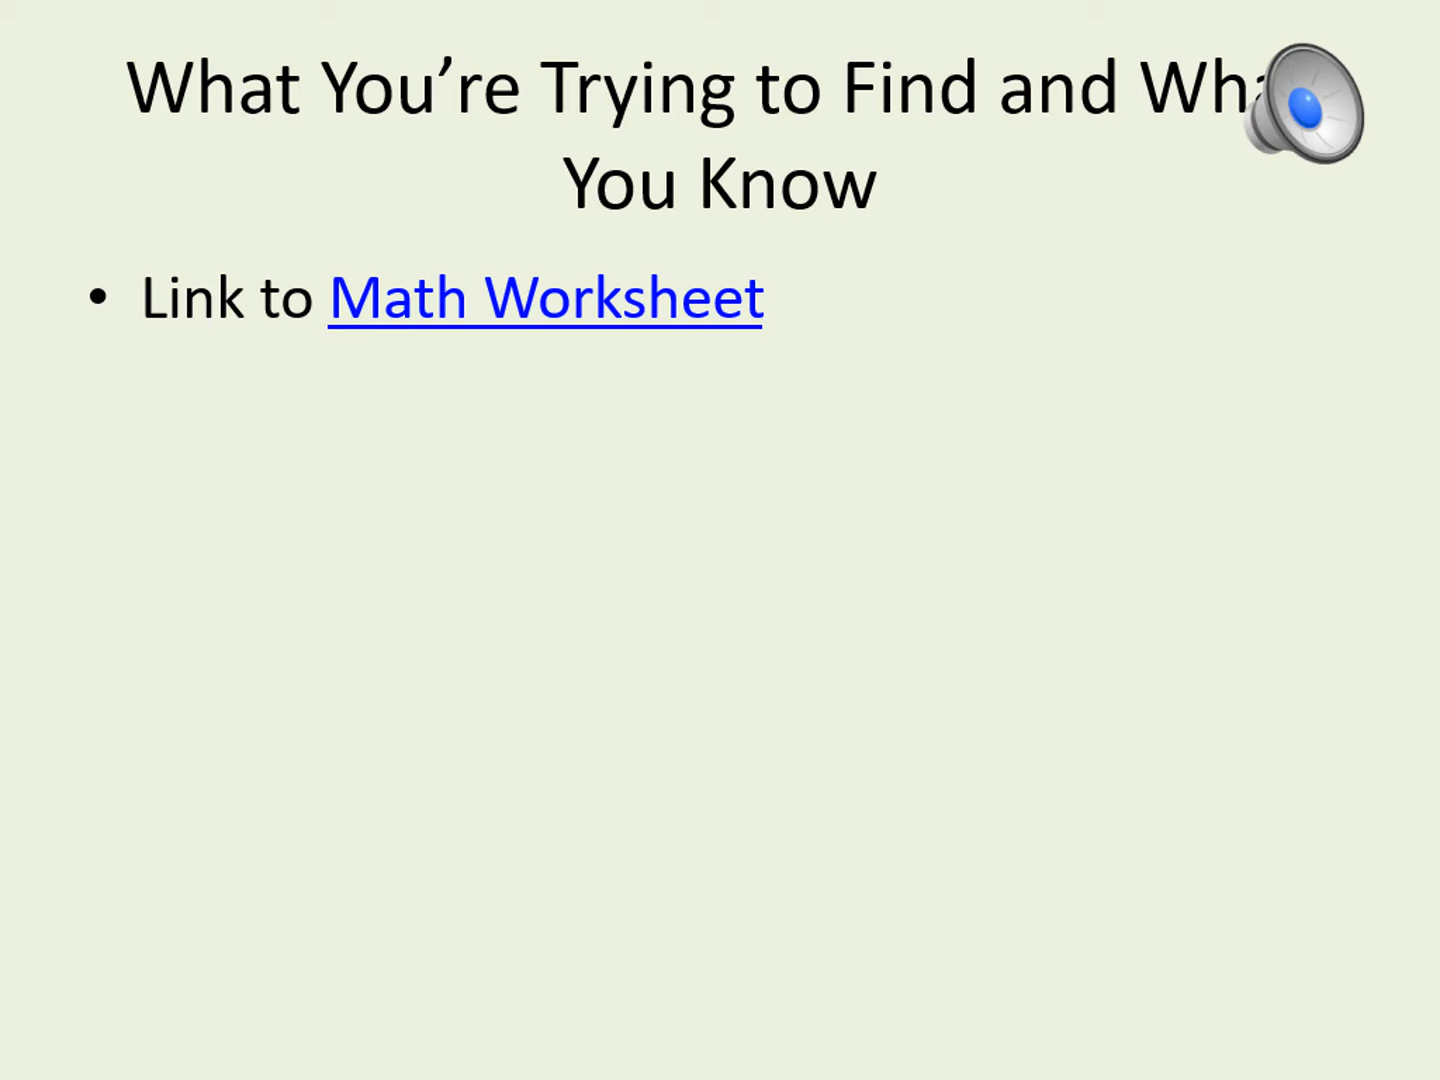 What You’re Trying to Find and
You Know
• Link to Math Worksheet